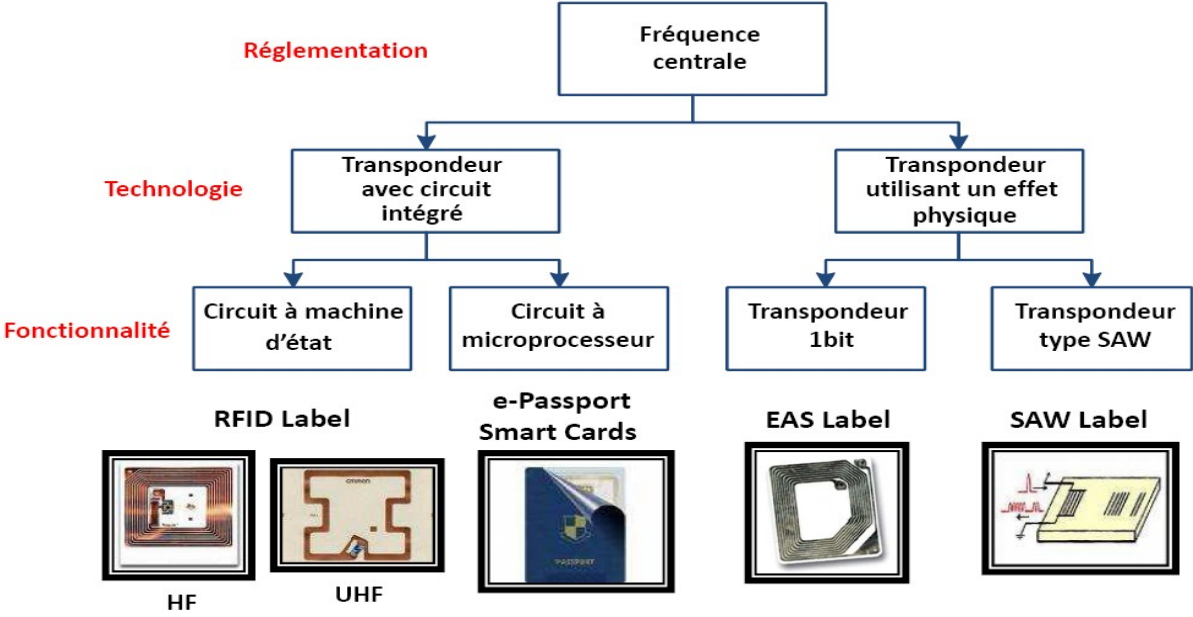 Réglementation
Fréquence
centrale
Technologie
Transpondeur
avec circuit
intégré
Transpondeur
utilisant un effet
physique
Fonctionnalité
Circuit à machine
d'état
Circuit à
microprocesseur
Transpondeur
1bit
Transpondeur
type SAW
RFID Label
e-Passport
Smart Cards
EAS Label
SAW Label
omron
PASSPORT
HF
UHF